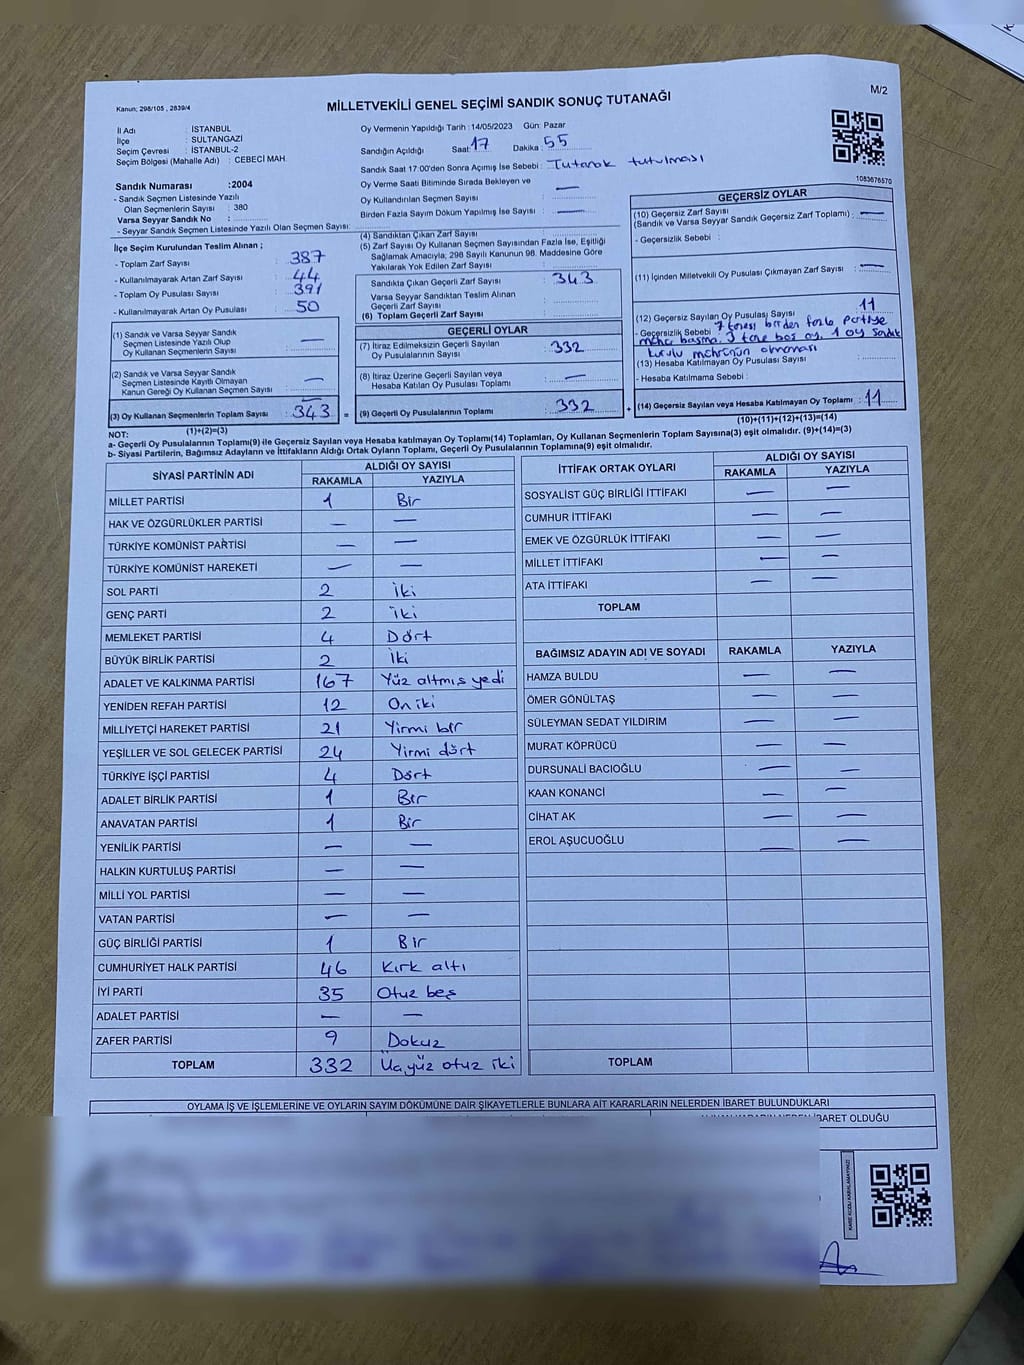 Kanun; 298/105 , 2839/4
MİLLETVEKİLİ GENEL SEÇİMİ SANDIK SONUÇ TUTANAĞI
M/2
İl Adı : İSTANBUL
İlçe : SULTANGAZİ
Seçim Çevresi : İSTANBUL-2
Seçim Bölgesi (Mahalle Adı) : CEBECİ MAH.
Sandık Numarası :2004
- Sandık Seçmen Listesinde Yazılı
Olan Seçmenlerin Sayısı : 380
Varsa Seyyar Sandık No :
- Seyyar Sandık Seçmen Listesinde Yazılı Olan Seçmen Sayısı:
Oy Vermenin Yapıldığı Tarih :14/05/2023 Gün: Pazar
Sandığın Açıldığı Saat: 17 Dakika : 55
Sandık Saat 17:00'den Sonra Açımış İse Sebebi : Tutanak tutulması
Oy Verme Saati Bitiminde Sırada Bekleyen ve
Oy Kullandırılan Seçmen Sayısı : —
Birden Fazla Sayım Döküm Yapılmış İse Sayısı : —
1083676570
İlçe Seçim Kurulundan Teslim Alınan ;
- Toplam Zarf Sayısı : 387
- Kullanılmayarak Artan Zarf Sayısı : 44
- Toplam Oy Pusulası Sayısı : 391
- Kullanılmayarak Artan Oy Pusulası : 50
(1) Sandık ve Varsa Seyyar Sandık
Seçmen Listesinde Yazılı Olup
Oy Kullanan Seçmenlerin Sayısı : —
(2) Sandık ve Varsa Seyyar Sandık
Seçmen Listesinde Kayıtlı Olmayan
Kanun Gereği Oy Kullanan Seçmen Sayısı : —
(3) Oy Kullanan Seçmenlerin Toplam Sayısı : 343 =
(1)+(2)=(3)
(4) Sandıktan Çıkan Zarf Sayısı :
(5) Zarf Sayısı Oy Kullanan Seçmen Sayısından Fazla İse, Eşitliği
Sağlamak Amacıyla, 298 Sayılı Kanunun 98. Maddesine Göre
Yakılarak Yok Edilen Zarf Sayısı :
Sandıkta Çıkan Geçerli Zarf Sayısı : 343
Varsa Seyyar Sandıktan Teslim Alınan
Geçerli Zarf Sayısı :
(6) Toplam Geçerli Zarf Sayısı :
GEÇERLİ OYLAR
(7) İtiraz Edilmeksizin Geçerli Sayılan
Oy Pusulalarının Sayısı : 332
(8) İtiraz Üzerine Geçerli Sayılan veya
Hesaba Katılan Oy Pusulası Toplamı : —
(9) Geçerli Oy Pusulalarının Toplamı : 332 +
GEÇERSİZ OYLAR
(10) Geçersiz Zarf Sayısı
(Sandık ve Varsa Seyyar Sandık Geçersiz Zarf Toplamı) : —
- Geçersizlik Sebebi :
(11) İçinden Milletvekili Oy Pusulası Çıkmayan Zarf Sayısı : —
(12) Geçersiz Sayılan Oy Pusulası Sayısı : 11
- Geçersizlik Sebebi : 7 tanesi birden fazla partiye
mühür basma. 3 tane boş oy. 1 oy sandık
kurulu mührünün olmaması
(13) Hesaba Katılmayan Oy Pusulası Sayısı :
- Hesaba Katılmama Sebebi :
(14) Geçersiz Sayılan veya Hesaba Katılmayan Oy Toplamı : 11
(10)+(11)+(12)+(13)=(14)
NOT:
a- Geçerli Oy Pusulalarının Toplamı(9) ile Geçersiz Sayılan veya Hesaba katılmayan Oy Toplamı(14) Toplamları, Oy Kullanan Seçmenlerin Toplam Sayısına(3) eşit olmalıdır. (9)+(14)=(3)
b- Siyasi Partilerin, Bağımsız Adayların ve İttifakların Aldığı Ortak Oyların Toplamı, Geçerli Oy Pusulalarının Toplamına(9) eşit olmalıdır.
SİYASİ PARTİNİN ADI ALDIĞI OY SAYISI
RAKAMLA YAZIYLA
MİLLET PARTİSİ 1 Bir
HAK VE ÖZGÜRLÜKLER PARTİSİ — —
TÜRKİYE KOMÜNİST PARTİSİ — —
TÜRKİYE KOMÜNİST HAREKETİ — —
SOL PARTİ 2 İki
GENÇ PARTİ 2 İki
MEMLEKET PARTİSİ 4 Dört
BÜYÜK BİRLİK PARTİSİ 2 İki
ADALET VE KALKINMA PARTİSİ 167 Yüz altmış yedi
YENİDEN REFAH PARTİSİ 12 On iki
MİLLİYETÇİ HAREKET PARTİSİ 21 Yirmi bir
YEŞİLLER VE SOL GELECEK PARTİSİ 24 Yirmi dört
TÜRKİYE İŞÇİ PARTİSİ 4 Dört
ADALET BİRLİK PARTİSİ 1 Bir
ANAVATAN PARTİSİ 1 Bir
YENİLİK PARTİSİ — —
HALKIN KURTULUŞ PARTİSİ — —
MİLLİ YOL PARTİSİ — —
VATAN PARTİSİ — —
GÜÇ BİRLİĞİ PARTİSİ 1 Bir
CUMHURİYET HALK PARTİSİ 46 Kırk altı
İYİ PARTİ 35 Otuz beş
ADALET PARTİSİ — —
ZAFER PARTİSİ 9 Dokuz
TOPLAM 332 Üçyüz otuz iki
İTTİFAK ORTAK OYLARI ALDIĞI OY SAYISI
RAKAMLA YAZIYLA
SOSYALİST GÜÇ BİRLİĞİ İTTİFAKI — —
CUMHUR İTTİFAKI — —
EMEK VE ÖZGÜRLÜK İTTİFAKI — —
MİLLET İTTİFAKI — —
ATA İTTİFAKI — —
TOPLAM
BAĞIMSIZ ADAYIN ADI VE SOYADI RAKAMLA YAZIYLA
HAMZA BULDU — —
ÖMER GÖNÜLTAŞ — —
SÜLEYMAN SEDAT YILDIRIM — —
MURAT KÖPRÜCÜ — —
DURSUNALİ BACIOĞLU — —
KAAN KONANCİ — —
CİHAT AK — —
EROL AŞUCUOĞLU — —
TOPLAM
OYLAMA İŞ VE İŞLEMLERİNE VE OYLARIN SAYIM DÖKÜMÜNE DAİR ŞİKAYETLERLE BUNLARA AİT KARARLARIN NELERDEN İBARET BULUNDUKLARI
İBARET OLDUĞU
KARE KODU KARALAMAYINIZ!